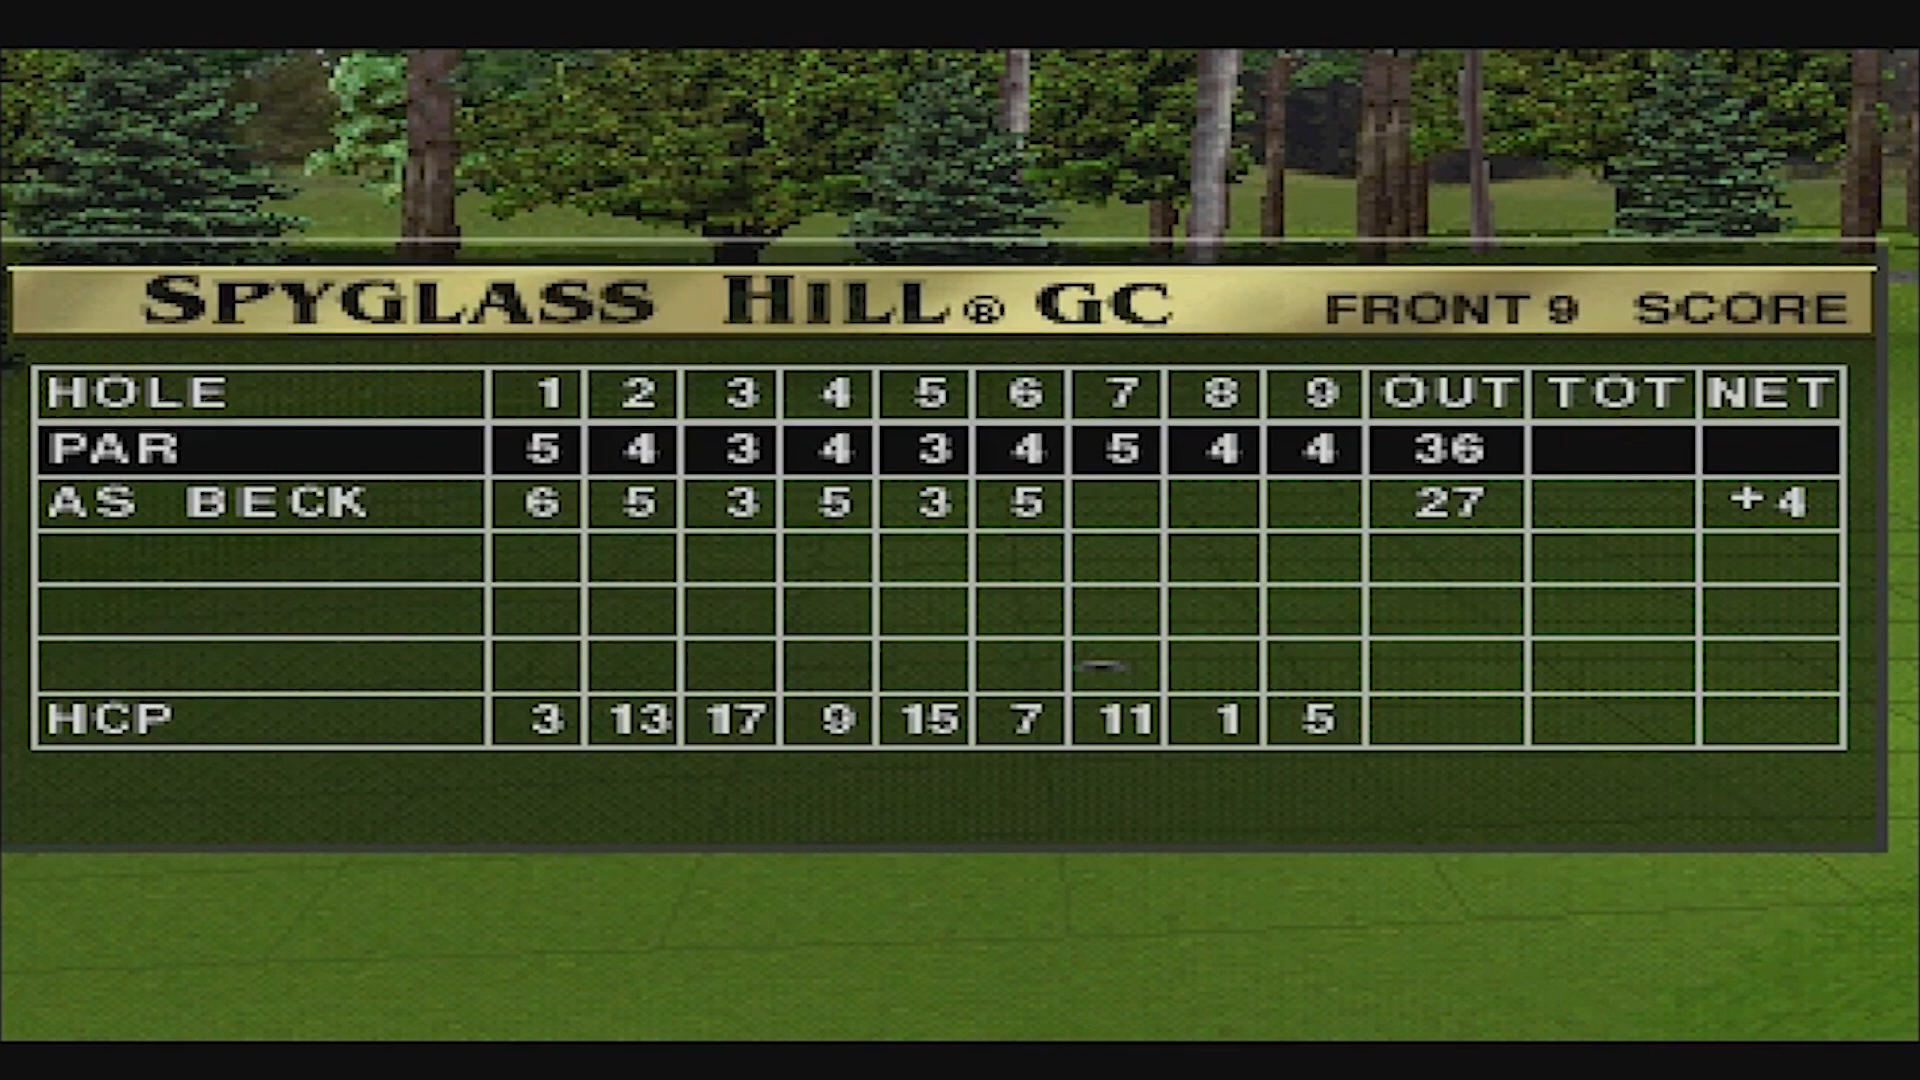 SPYGLASS HILL® GC FRONT 9 SCORE
HOLE 1 2 3 4 5 6 7 8 9 OUT TOT NET
PAR 5 4 3 4 3 4 5 4 4 36
AS BECK 6 5 3 5 3 5 27 +4
HCP 3 13 17 9 15 7 11 1 5